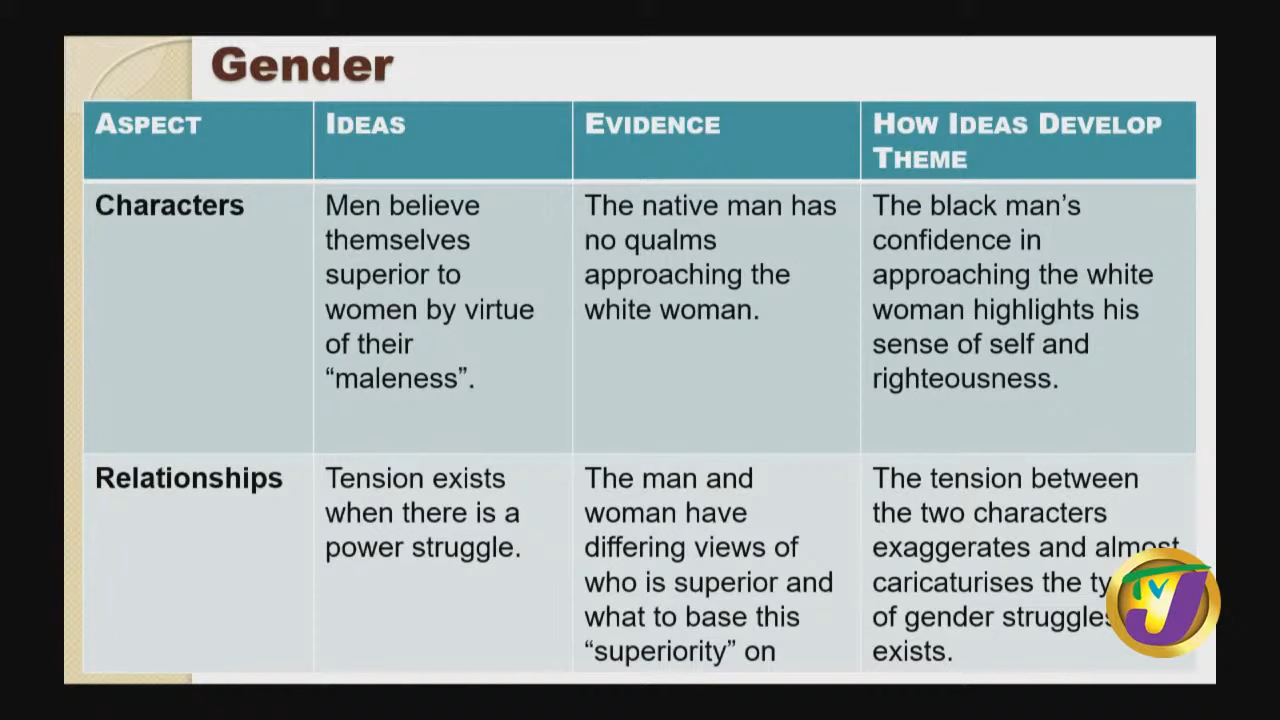 Gender
ASPECT
IDEAS
EVIDENCE
HOW IDEAS DEVELOP
THEME
Characters
Men believe
themselves
superior to
women by virtue
of their
“maleness”.
The native man has
no qualms
approaching the
white woman.
The black man’s
confidence in
approaching the white
woman highlights his
sense of self and
righteousness.
Relationships
Tension exists
when there is a
power struggle.
The man and
woman have
differing views of
who is superior and
what to base this
“superiority” on
The tension between
the two characters
exaggerates and almost
caricaturises the
of gender struggles
exists.
TVJ